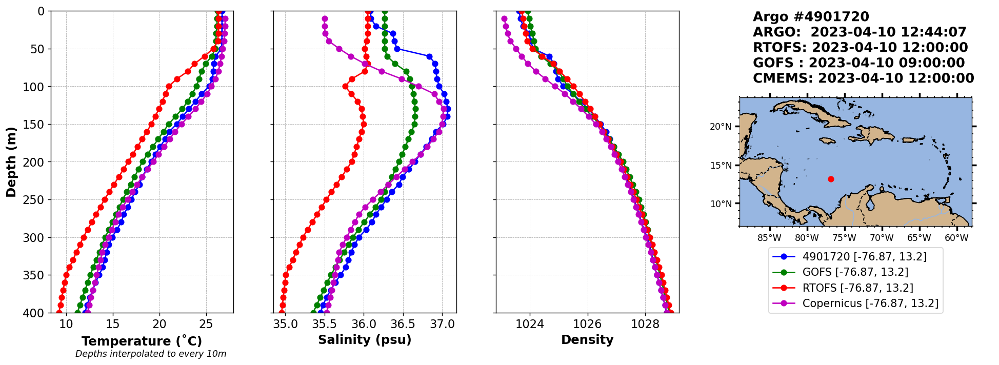 Argo #4901720
ARGO:  2023-04-10 12:44:07
RTOFS: 2023-04-10 12:00:00
GOFS : 2023-04-10 09:00:00
CMEMS: 2023-04-10 12:00:00
Depth (m)
0
50
100
150
200
250
300
350
400
10 15 20 25
Temperature (˚C)
Depths interpolated to every 10m
35.0 35.5 36.0 36.5 37.0
Salinity (psu)
1024 1026 1028
Density
20°N
15°N
10°N
85°W 80°W 75°W 70°W 65°W 60°W
4901720 [-76.87, 13.2]
GOFS [-76.87, 13.2]
RTOFS [-76.87, 13.2]
Copernicus [-76.87, 13.2]